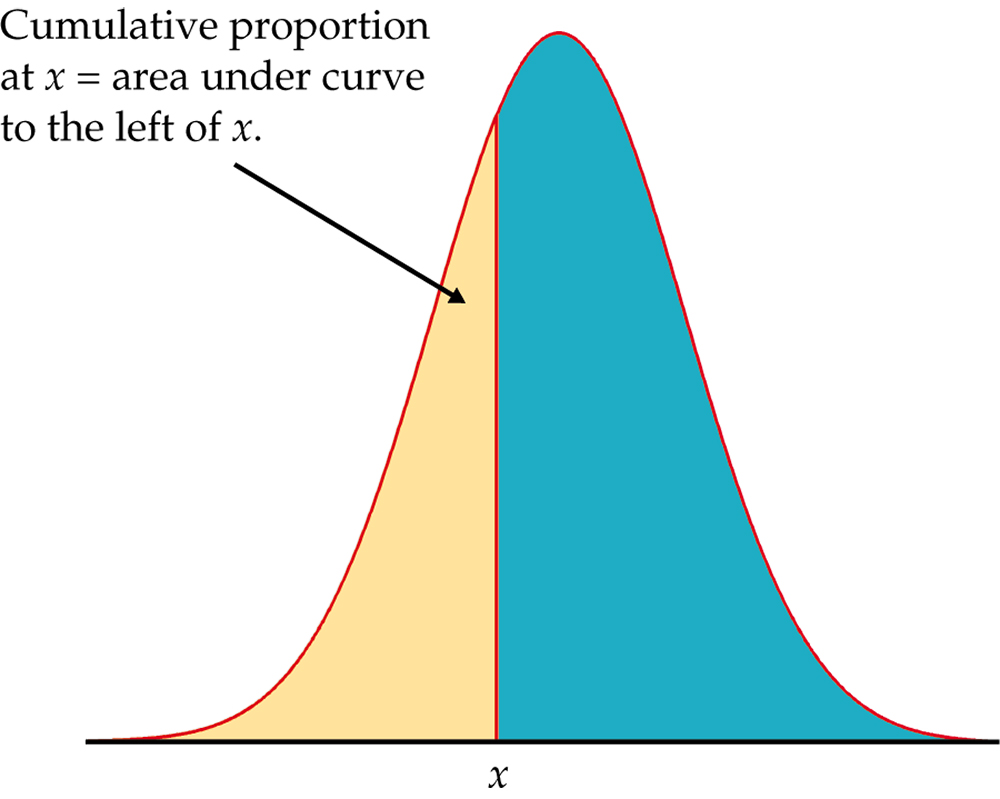 Cumulative proportion
at x = area under curve
to the left of x.
x